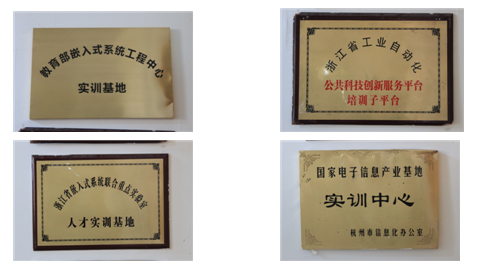 教育部嵌入式系统工程中心
实训基地
浙江省工业自动化
公共科技创新服务平台
培训子平台
浙江省嵌入式系统联合重点实验室
人才实训基地
国家电子信息产业基地
实训中心
杭州市信息化办公室